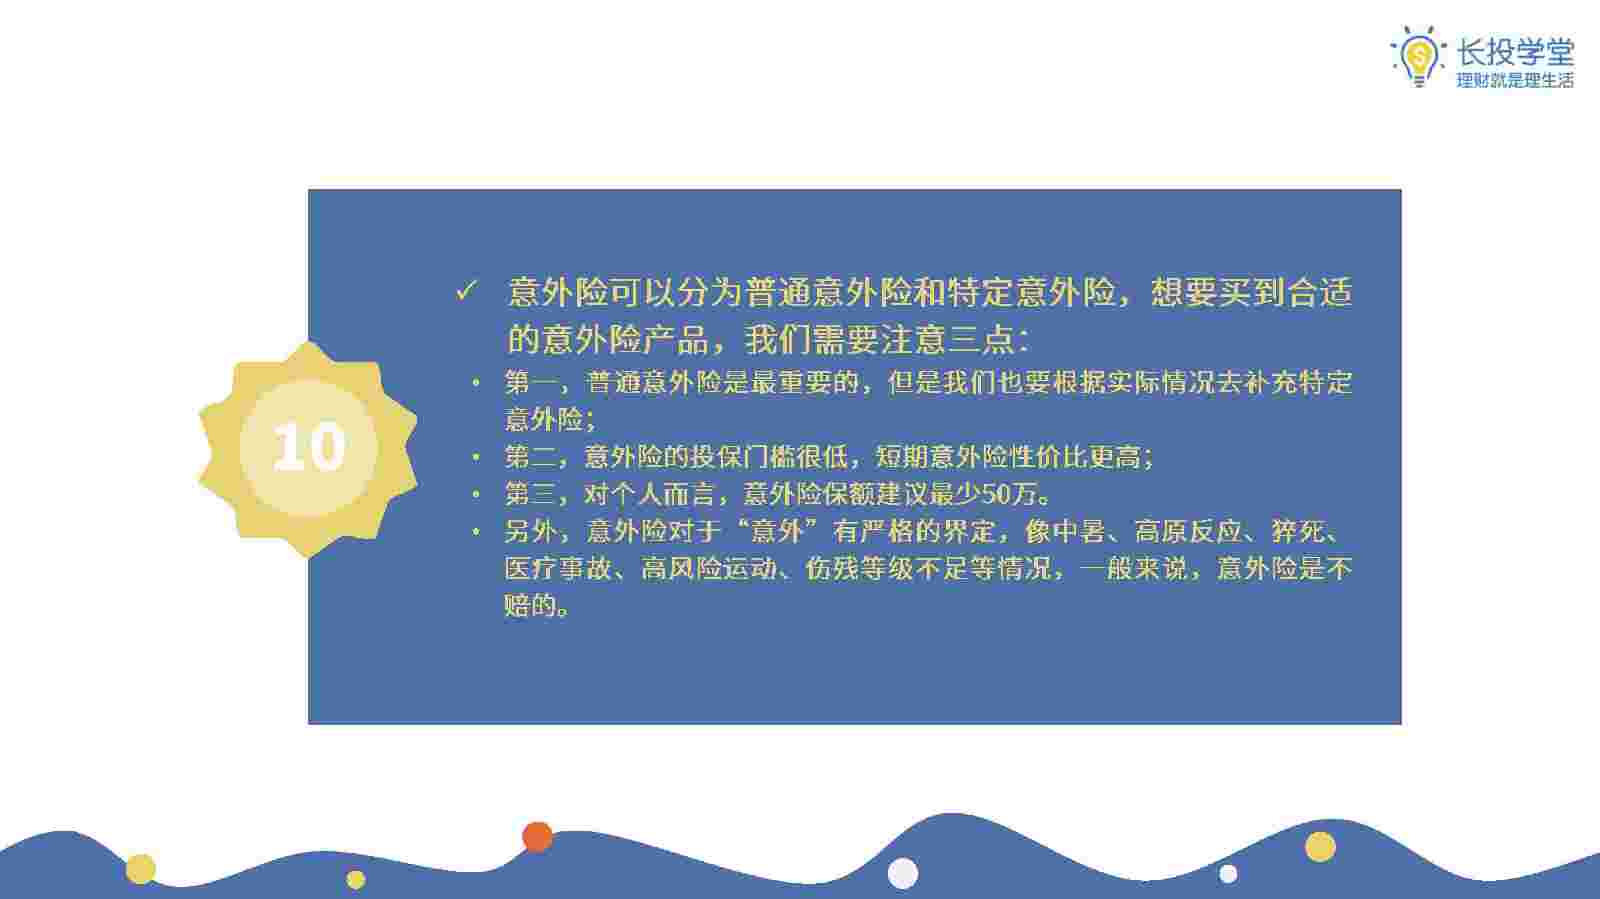 长投学堂
理财就是理生活
✓ 意外险可以分为普通意外险和特定意外险，想要买到合适
的意外险产品，我们需要注意三点：
• 第一，普通意外险是最重要的，但是我们也要根据实际情况去补充特定
意外险；
• 第二，意外险的投保门槛很低，短期意外险性价比更高；
• 第三，对个人而言，意外险保额建议最少50万。
• 另外，意外险对于“意外”有严格的界定，像中暑、高原反应、猝死、
医疗事故、高风险运动、伤残等级不足等情况，一般来说，意外险是不
赔的。
10